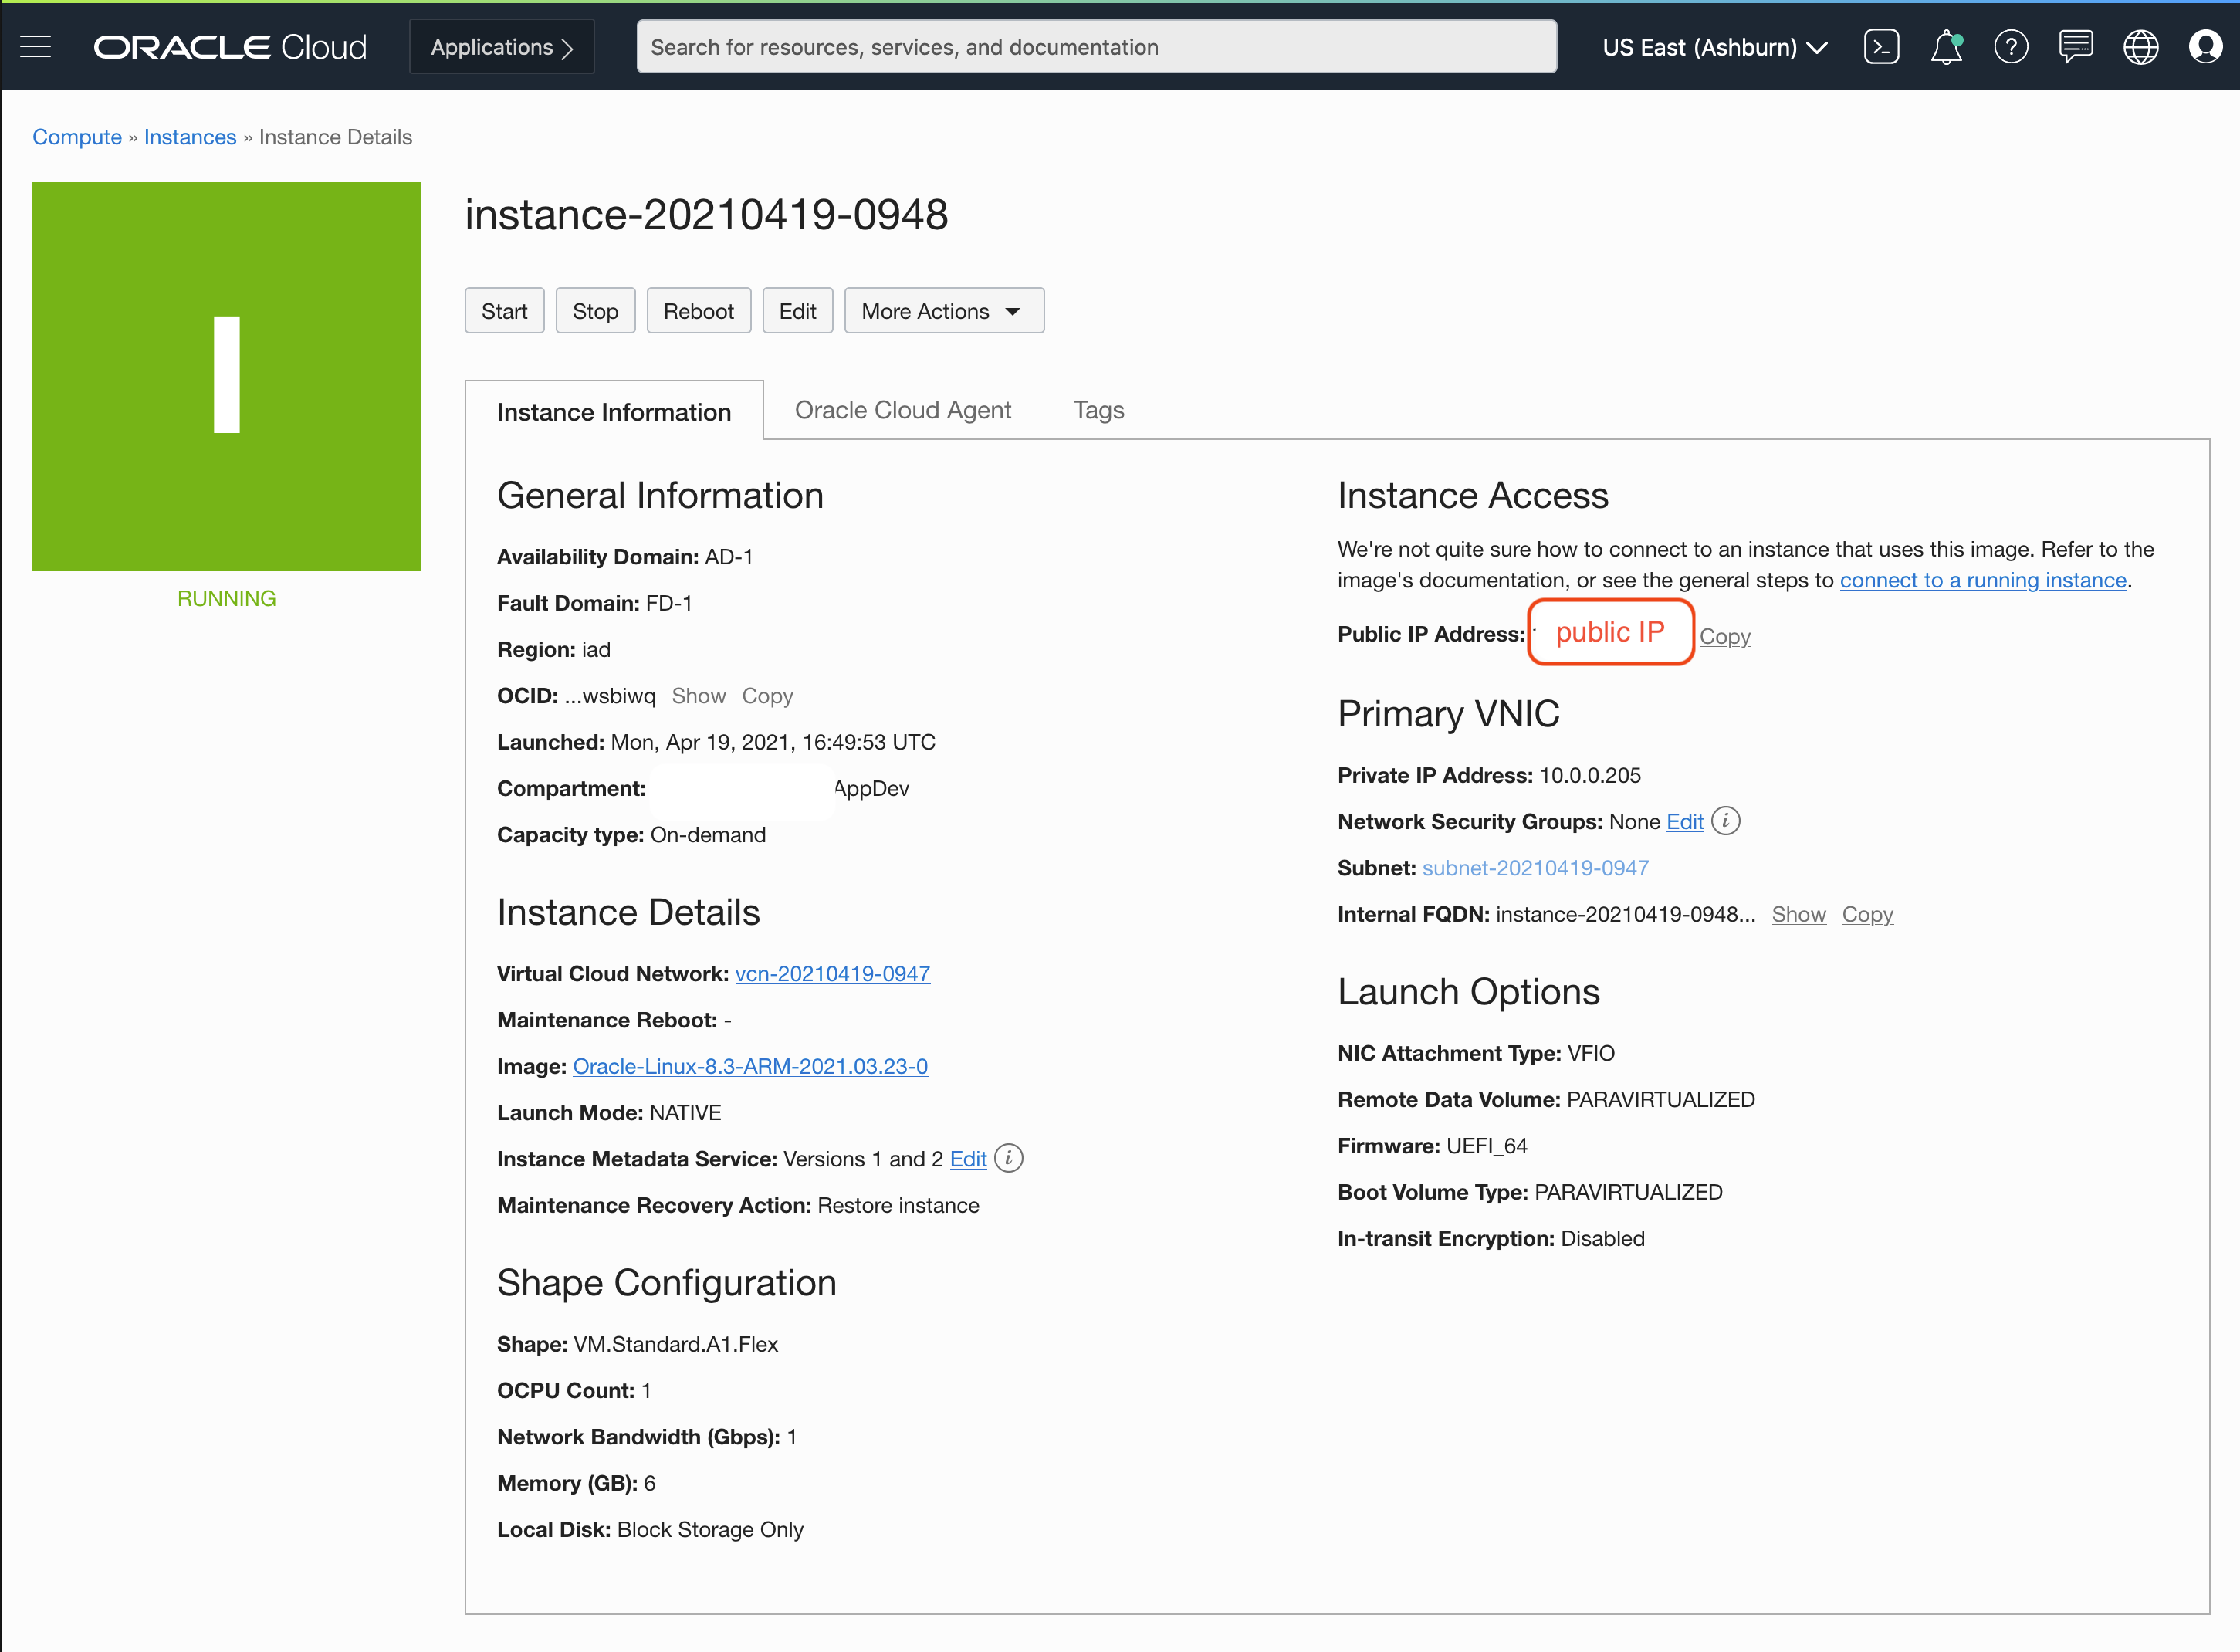 ORACLE Cloud
Applications
Search for resources, services, and documentation
US East (Ashburn)
Compute » Instances » Instance Details
I
RUNNING
instance-20210419-0948
Start Stop Reboot Edit More Actions
Instance Information Oracle Cloud Agent Tags
General Information
Availability Domain: AD-1
Fault Domain: FD-1
Region: iad
OCID: ...wsbiwq Show Copy
Launched: Mon, Apr 19, 2021, 16:49:53 UTC
Compartment: AppDev
Capacity type: On-demand
Instance Details
Virtual Cloud Network: vcn-20210419-0947
Maintenance Reboot: -
Image: Oracle-Linux-8.3-ARM-2021.03.23-0
Launch Mode: NATIVE
Instance Metadata Service: Versions 1 and 2 Edit i
Maintenance Recovery Action: Restore instance
Shape Configuration
Shape: VM.Standard.A1.Flex
OCPU Count: 1
Network Bandwidth (Gbps): 1
Memory (GB): 6
Local Disk: Block Storage Only
Instance Access
We're not quite sure how to connect to an instance that uses this image. Refer to the
image's documentation, or see the general steps to connect to a running instance.
Public IP Address: public IP Copy
Primary VNIC
Private IP Address: 10.0.0.205
Network Security Groups: None Edit i
Subnet: subnet-20210419-0947
Internal FQDN: instance-20210419-0948... Show Copy
Launch Options
NIC Attachment Type: VFIO
Remote Data Volume: PARAVIRTUALIZED
Firmware: UEFI_64
Boot Volume Type: PARAVIRTUALIZED
In-transit Encryption: Disabled